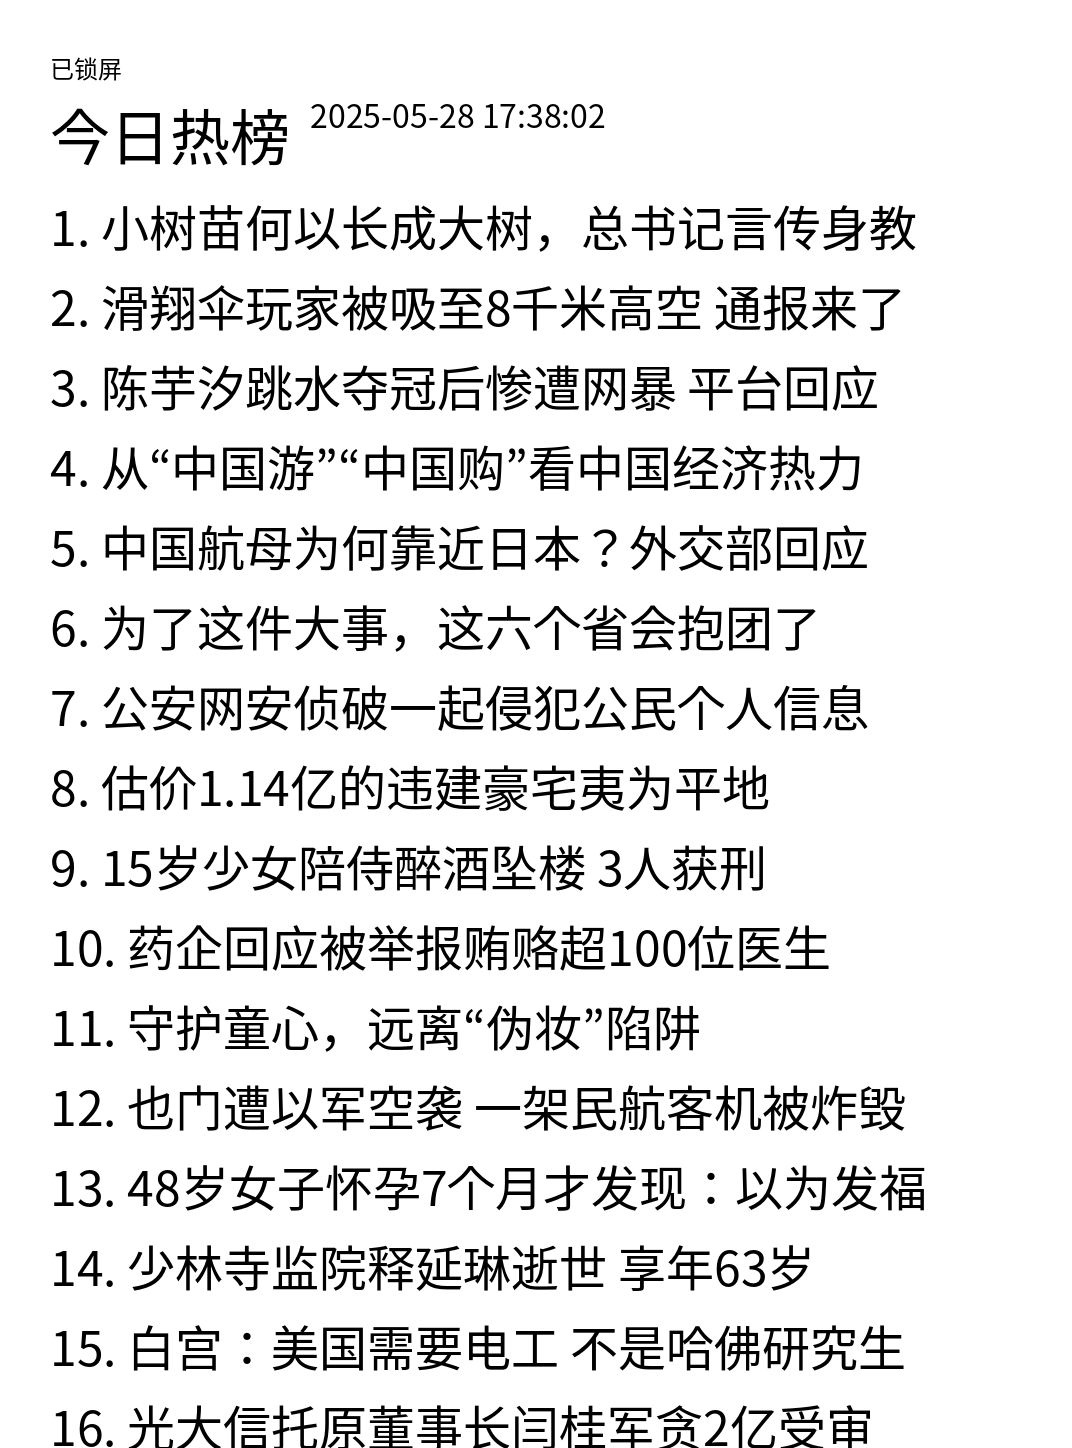 已锁屏
今日热榜 2025-05-28 17:38:02
1. 小树苗何以长成大树，总书记言传身教
2. 滑翔伞玩家被吸至8千米高空 通报来了
3. 陈芋汐跳水夺冠后惨遭网暴 平台回应
4. 从“中国游”“中国购”看中国经济热力
5. 中国航母为何靠近日本？外交部回应
6. 为了这件大事，这六个省会抱团了
7. 公安网安侦破一起侵犯公民个人信息
8. 估价1.14亿的违建豪宅夷为平地
9. 15岁少女陪侍醉酒坠楼 3人获刑
10. 药企回应被举报贿赂超100位医生
11. 守护童心，远离“伪妆”陷阱
12. 也门遭以军空袭 一架民航客机被炸毁
13. 48岁女子怀孕7个月才发现：以为发福
14. 少林寺监院释延琳逝世 享年63岁
15. 白宫：美国需要电工 不是哈佛研究生
16. 光大信托原董事长闫桂军贪2亿受审